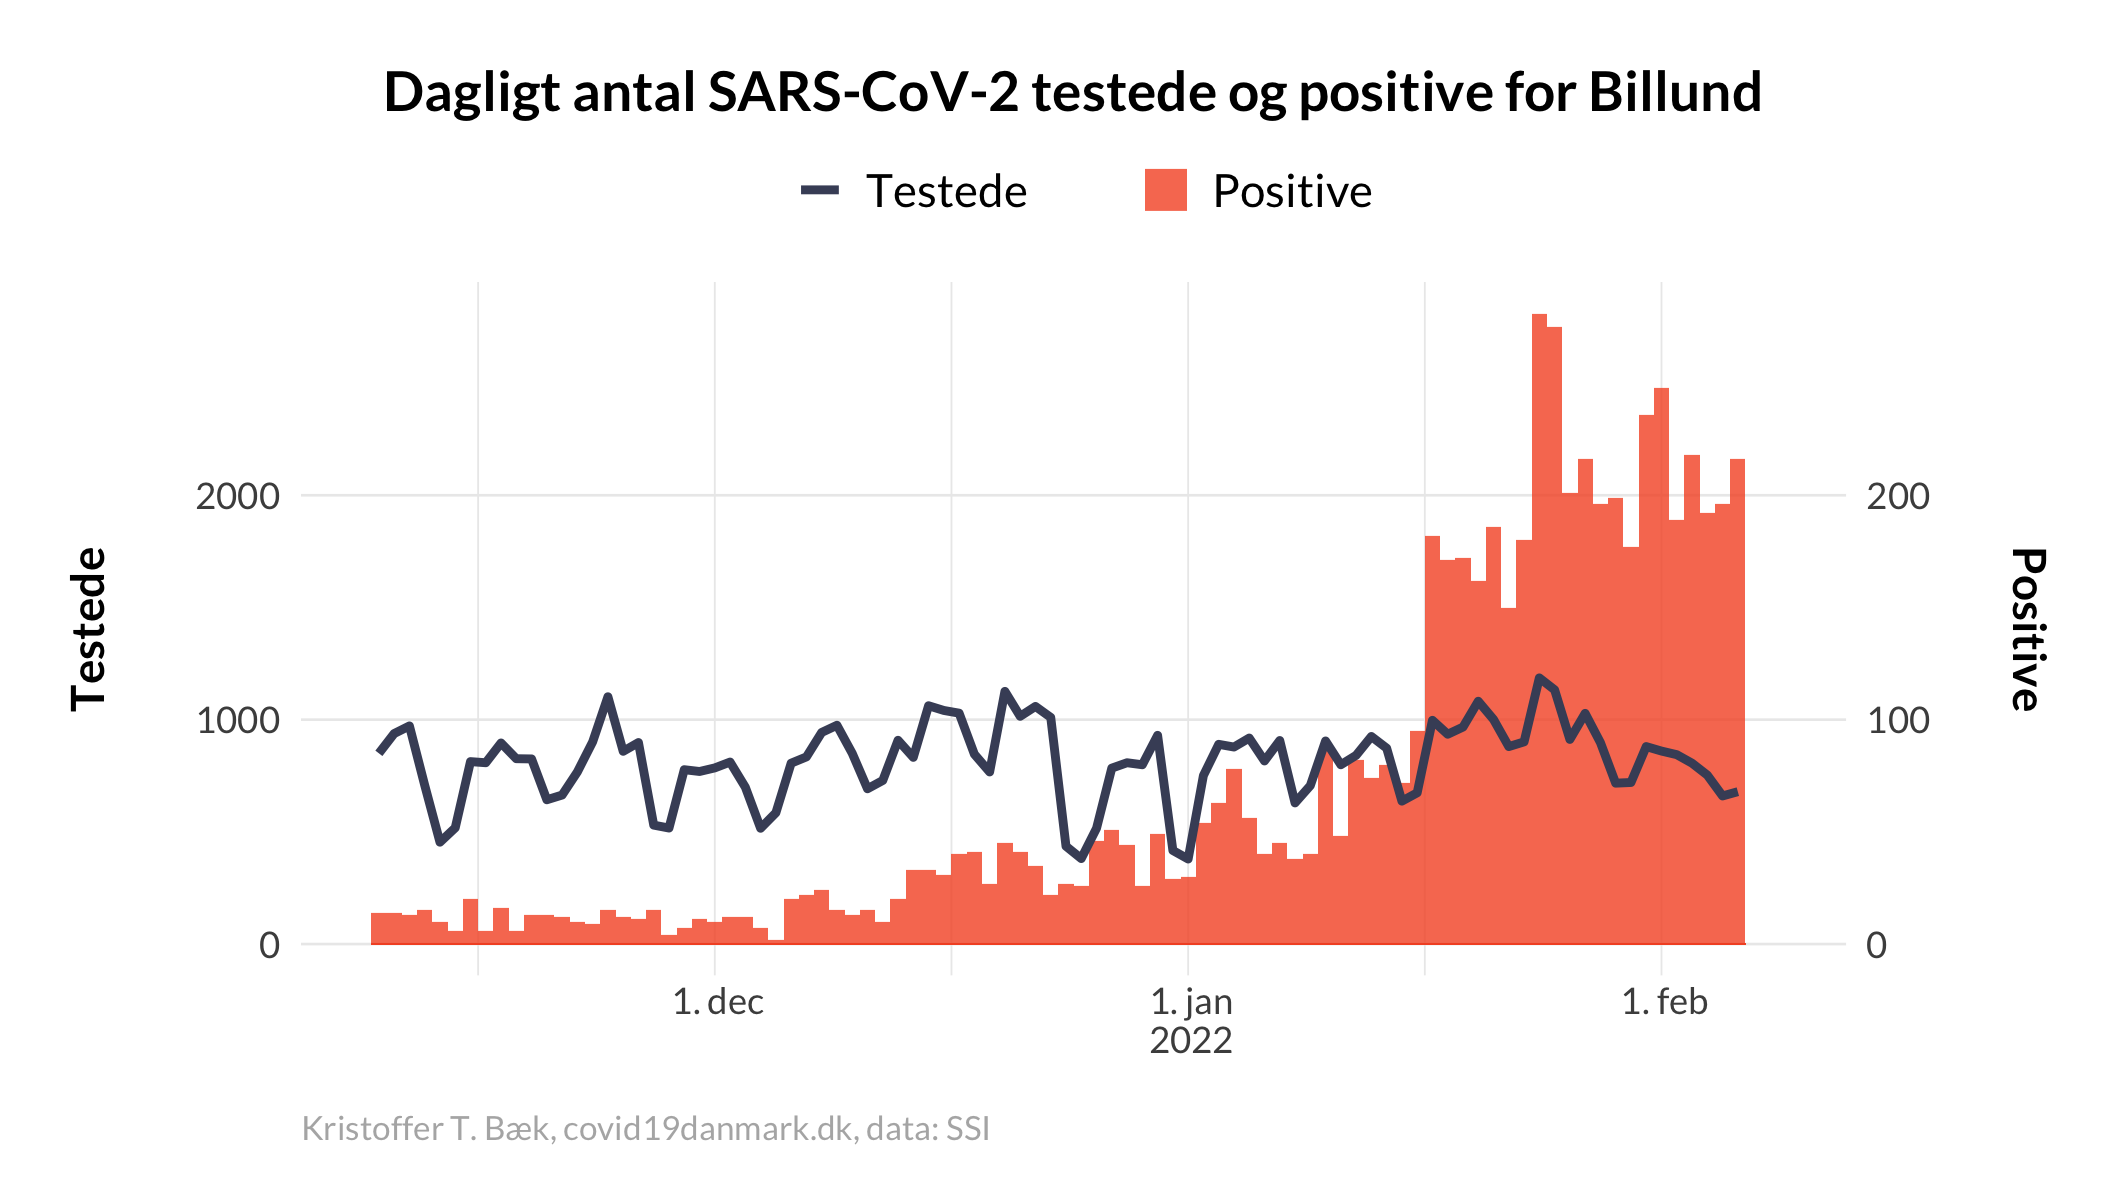 Dagligt antal SARS-CoV-2 testede og positive for Billund
Testede
Positive
2000
1000
0
Testede
200
100
0
Positive
1. dec
1. jan
2022
1. feb
Kristoffer T. Bæk, covid19danmark.dk, data: SSI